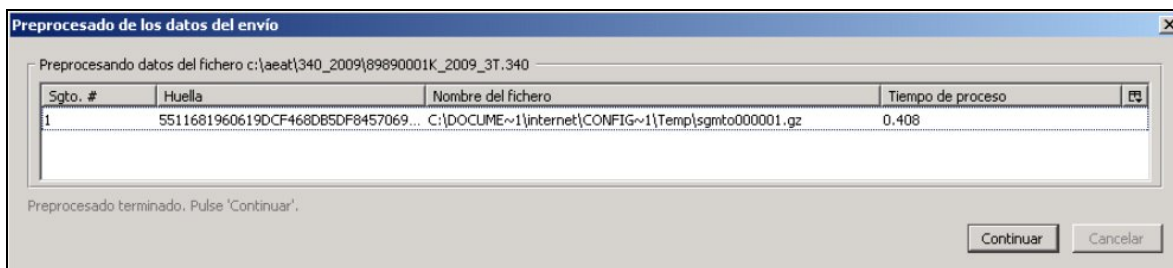 Preprocesado de los datos del envío
Preprocesando datos del fichero c:\aeat\340_2009\89890001K_2009_3T.340
Sgto. # Huella Nombre del fichero Tiempo de proceso
1 5511681960619DCF468DB5DF8457069... C:\DOCUME~1\internet\CONFIG~1\Temp\sgmto000001.gz 0.408
Preprocesado terminado. Pulse 'Continuar'.
Continuar Cancelar